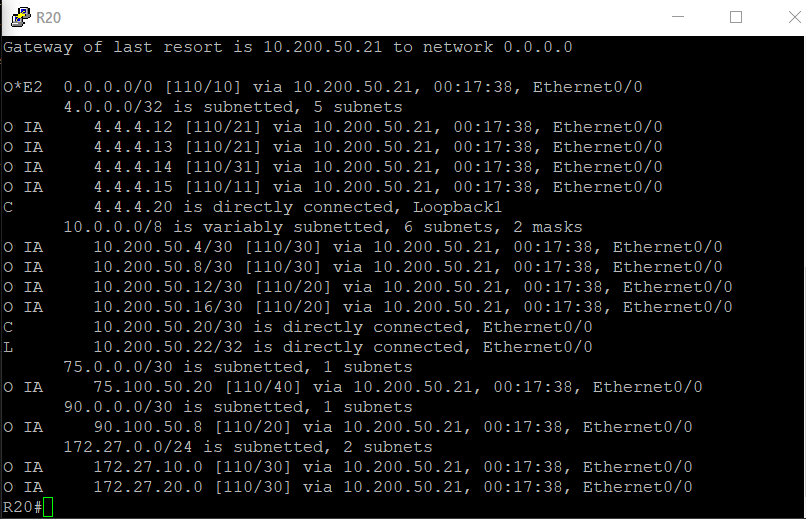 R20
Gateway of last resort is 10.200.50.21 to network 0.0.0.0
O*E2  0.0.0.0/0 [110/10] via 10.200.50.21, 00:17:38, Ethernet0/0
      4.0.0.0/32 is subnetted, 5 subnets
O IA     4.4.4.12 [110/21] via 10.200.50.21, 00:17:38, Ethernet0/0
O IA     4.4.4.13 [110/21] via 10.200.50.21, 00:17:38, Ethernet0/0
O IA     4.4.4.14 [110/31] via 10.200.50.21, 00:17:38, Ethernet0/0
O IA     4.4.4.15 [110/11] via 10.200.50.21, 00:17:38, Ethernet0/0
C        4.4.4.20 is directly connected, Loopback1
      10.0.0.0/8 is variably subnetted, 6 subnets, 2 masks
O IA     10.200.50.4/30 [110/30] via 10.200.50.21, 00:17:38, Ethernet0/0
O IA     10.200.50.8/30 [110/30] via 10.200.50.21, 00:17:38, Ethernet0/0
O IA     10.200.50.12/30 [110/20] via 10.200.50.21, 00:17:38, Ethernet0/0
O IA     10.200.50.16/30 [110/20] via 10.200.50.21, 00:17:38, Ethernet0/0
C        10.200.50.20/30 is directly connected, Ethernet0/0
L        10.200.50.22/32 is directly connected, Ethernet0/0
      75.0.0.0/30 is subnetted, 1 subnets
O IA     75.100.50.20 [110/40] via 10.200.50.21, 00:17:38, Ethernet0/0
      90.0.0.0/30 is subnetted, 1 subnets
O IA     90.100.50.8 [110/20] via 10.200.50.21, 00:17:38, Ethernet0/0
      172.27.0.0/24 is subnetted, 2 subnets
O IA     172.27.10.0 [110/30] via 10.200.50.21, 00:17:38, Ethernet0/0
O IA     172.27.20.0 [110/30] via 10.200.50.21, 00:17:38, Ethernet0/0
R20#